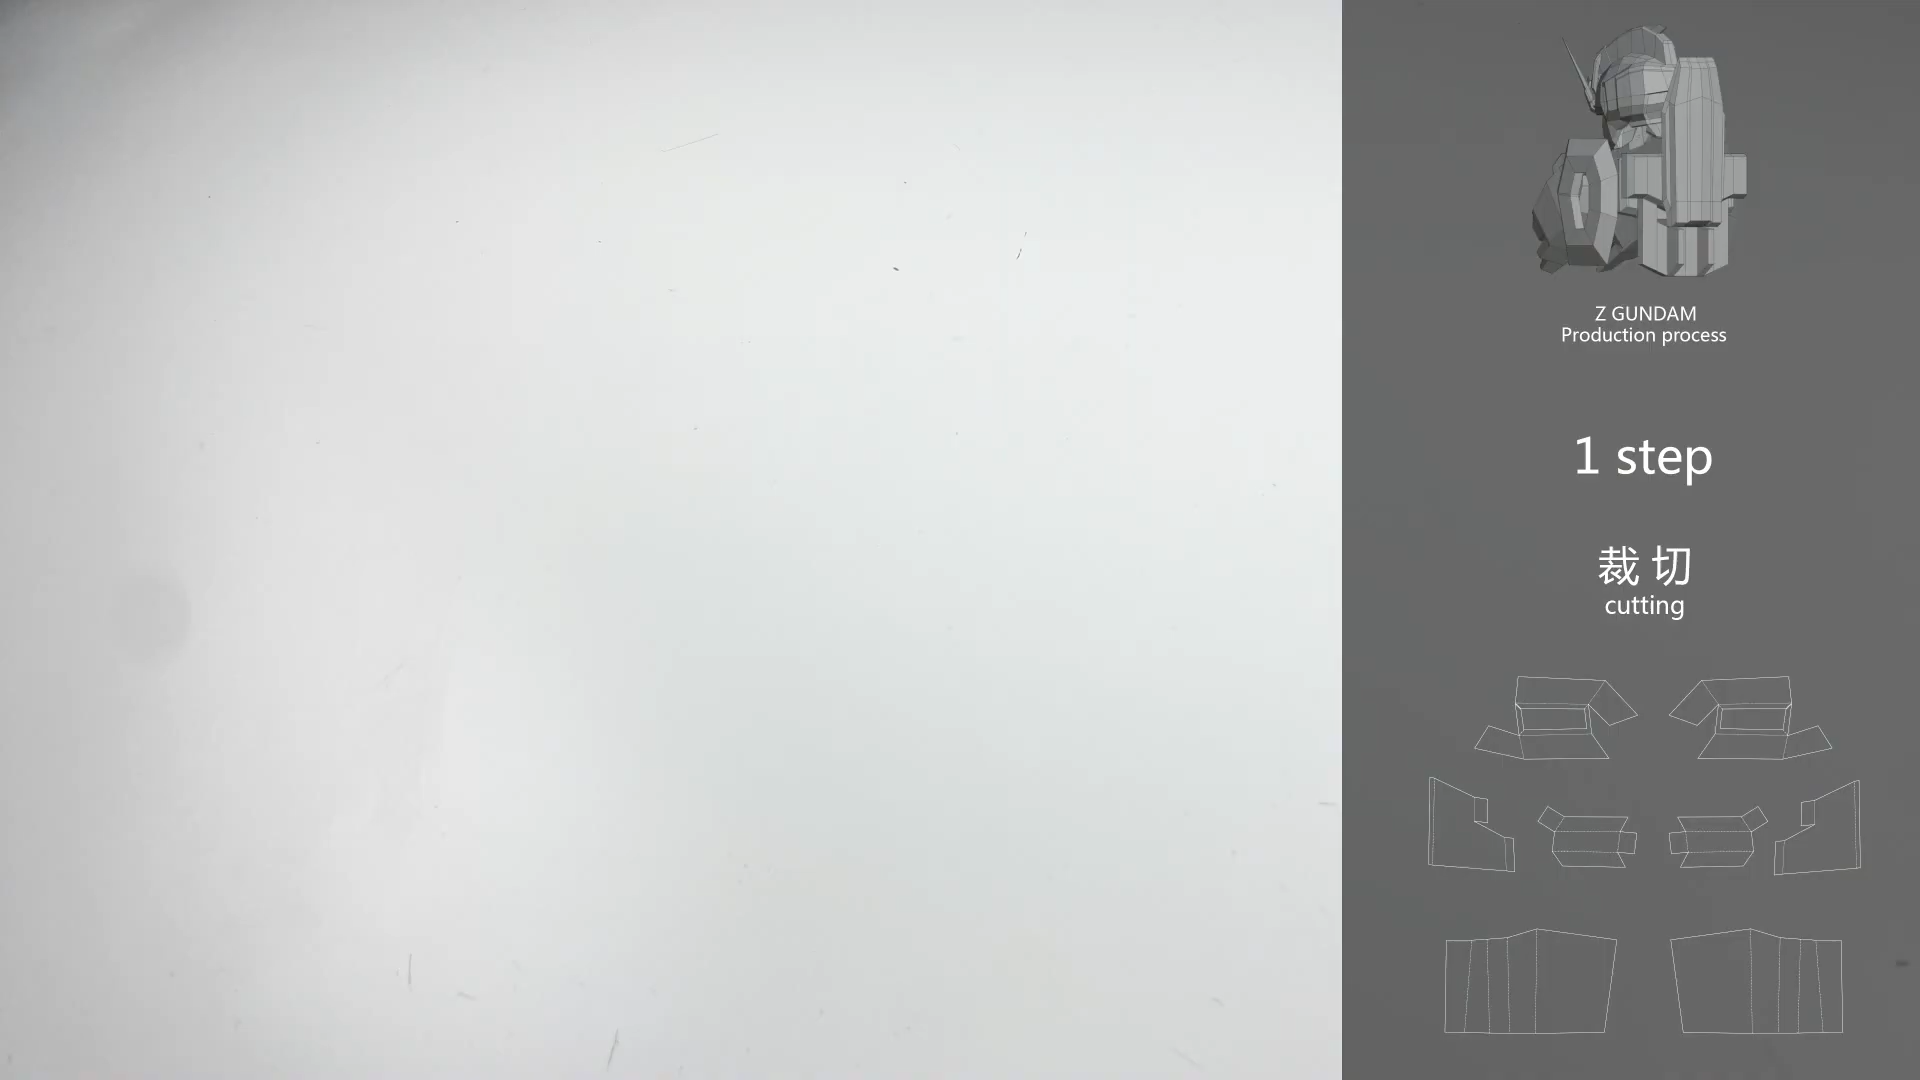 Z GUNDAM
Production process
1 step
裁切
cutting